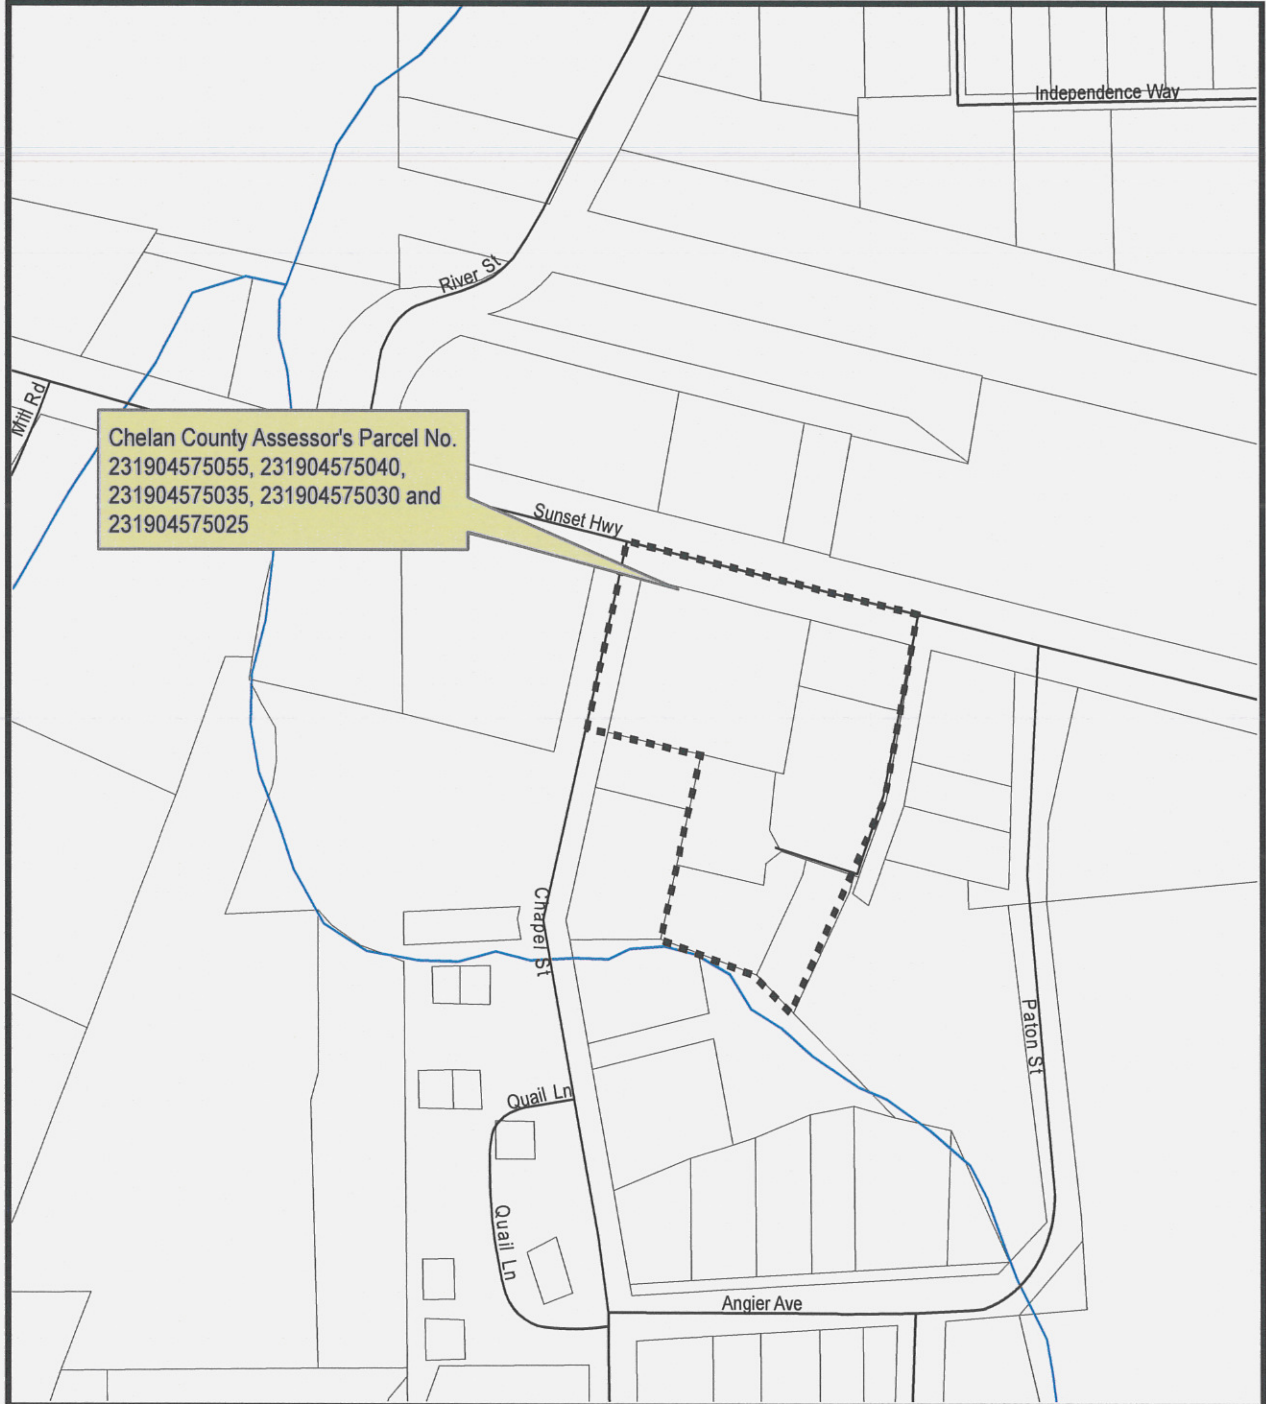 Independence Way
River St
Mill Rd
Chelan County Assessor's Parcel No.
231904575055, 231904575040,
231904575035, 231904575030 and
231904575025
Sunset Hwy
Chapel St
Paton St
Quail Ln
Quail Ln
Angier Ave